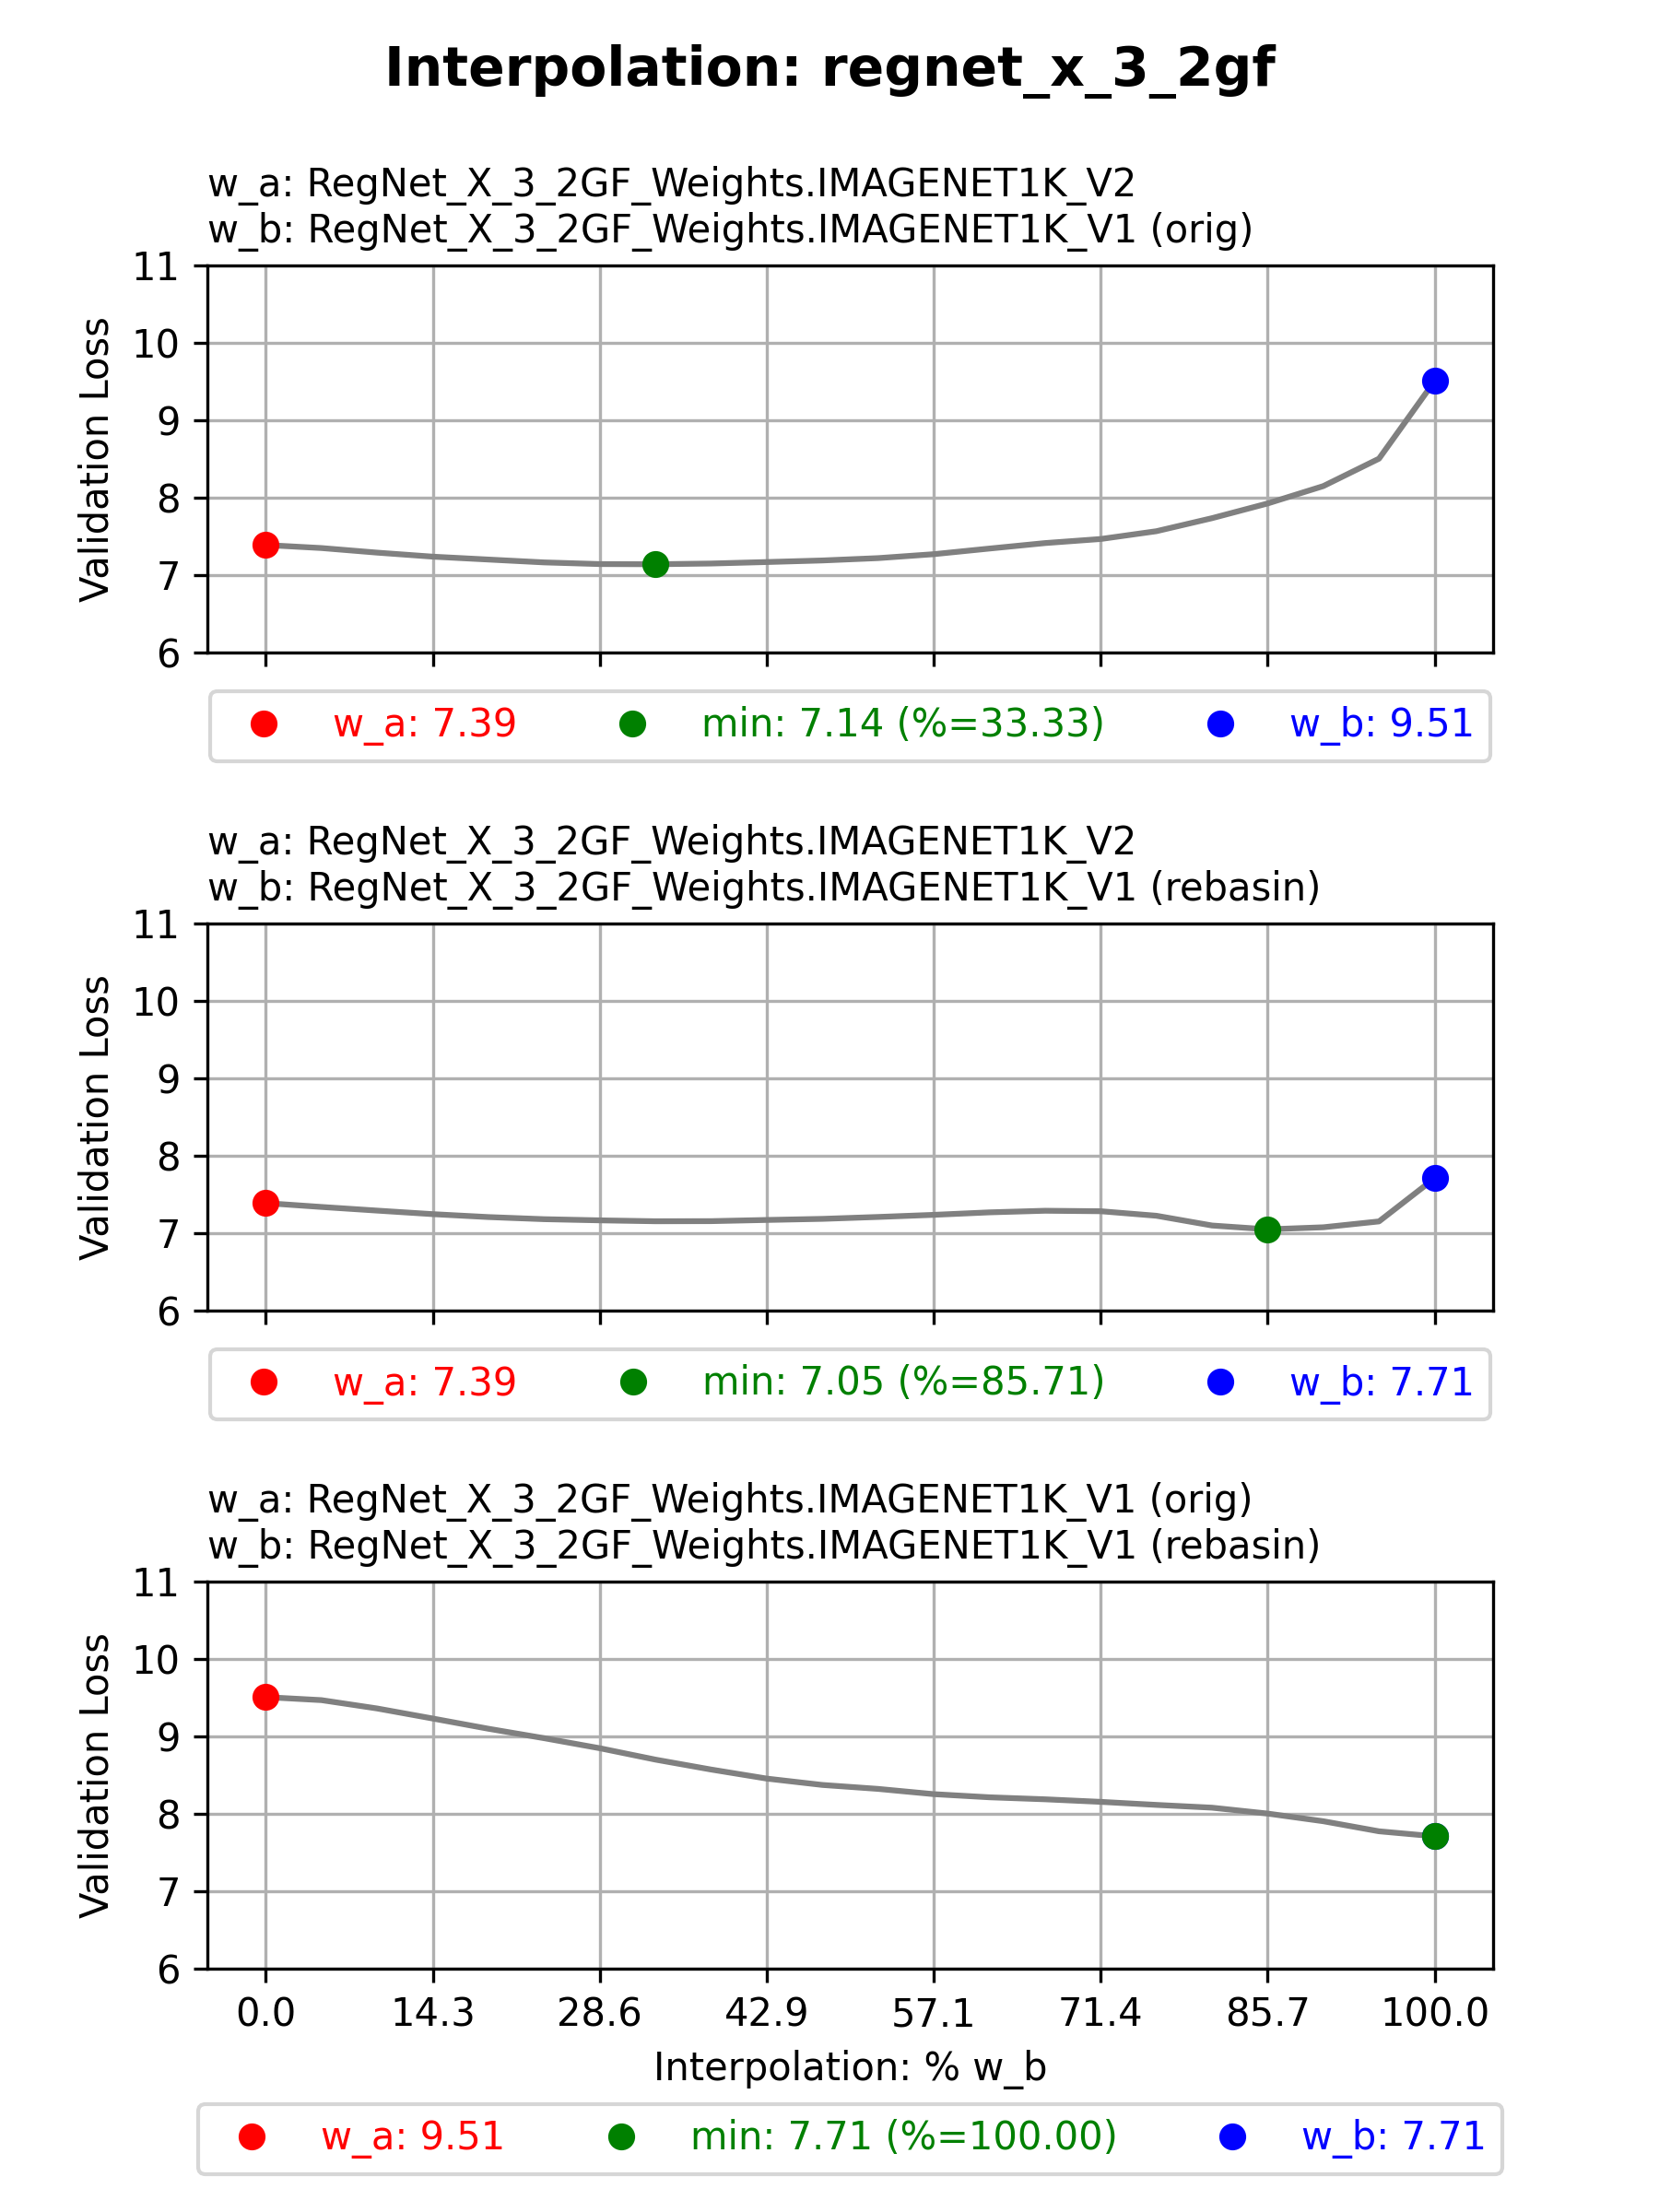 Interpolation: regnet_x_3_2gf
w_a: RegNet_X_3_2GF_Weights.IMAGENET1K_V2
w_b: RegNet_X_3_2GF_Weights.IMAGENET1K_V1 (orig)
11
10
9
8
7
6
Validation Loss
w_a: 7.39 min: 7.14 (%=33.33) w_b: 9.51
w_a: RegNet_X_3_2GF_Weights.IMAGENET1K_V2
w_b: RegNet_X_3_2GF_Weights.IMAGENET1K_V1 (rebasin)
11
10
9
8
7
6
Validation Loss
w_a: 7.39 min: 7.05 (%=85.71) w_b: 7.71
w_a: RegNet_X_3_2GF_Weights.IMAGENET1K_V1 (orig)
w_b: RegNet_X_3_2GF_Weights.IMAGENET1K_V1 (rebasin)
11
10
9
8
7
6
Validation Loss
0.0 14.3 28.6 42.9 57.1 71.4 85.7 100.0
Interpolation: % w_b
w_a: 9.51 min: 7.71 (%=100.00) w_b: 7.71